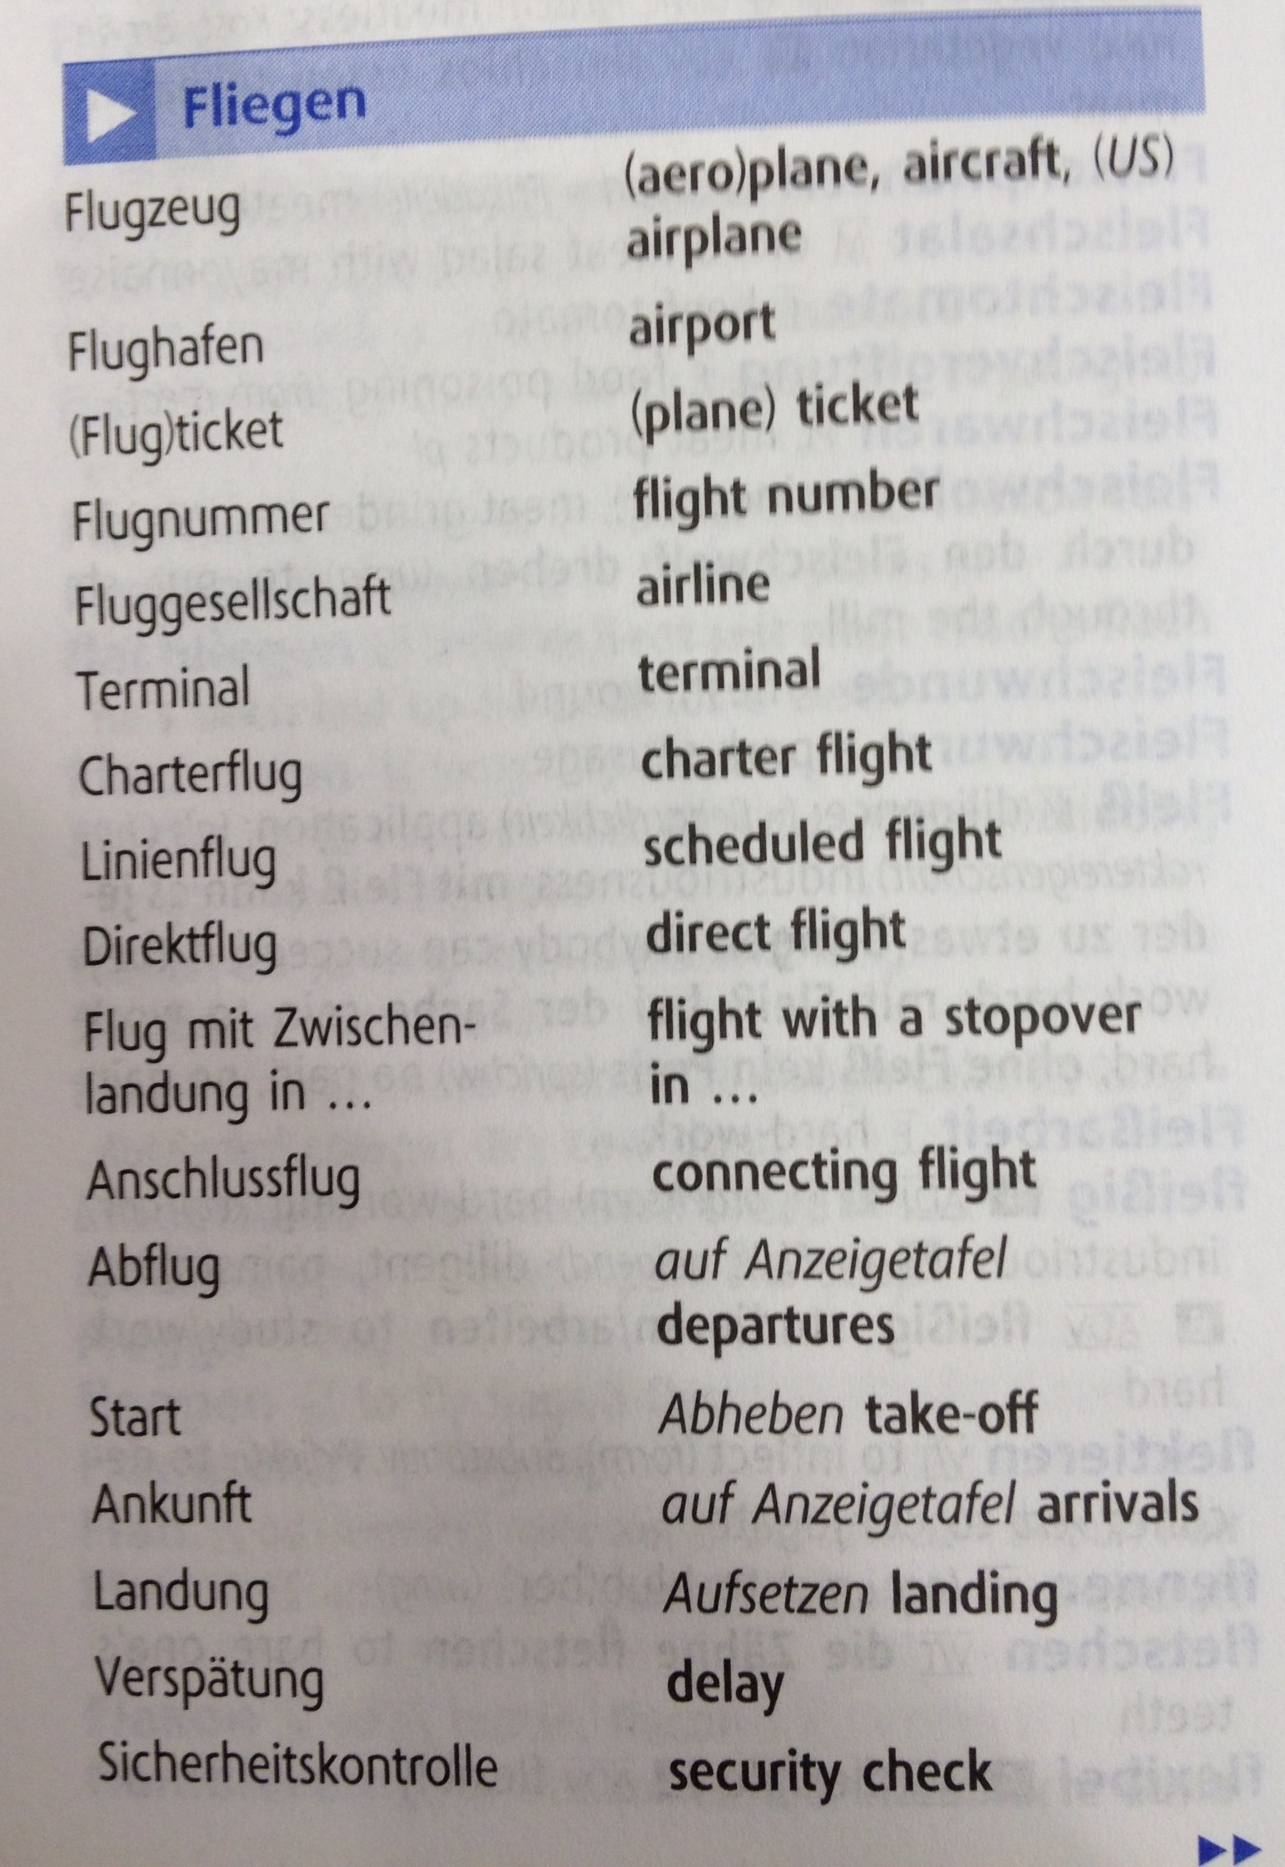 Fliegen
Flugzeug (aero)plane, aircraft, (US)
airplane
Flughafen airport
(Flug)ticket (plane) ticket
Flugnummer flight number
Fluggesellschaft airline
Terminal terminal
Charterflug charter flight
Linienflug scheduled flight
Direktflug direct flight
Flug mit Zwischen- flight with a stopover
landung in ... in ...
Anschlussflug connecting flight
Abflug auf Anzeigetafel
departures
Start Abheben take-off
Ankunft auf Anzeigetafel arrivals
Landung Aufsetzen landing
Verspätung delay
Sicherheitskontrolle security check